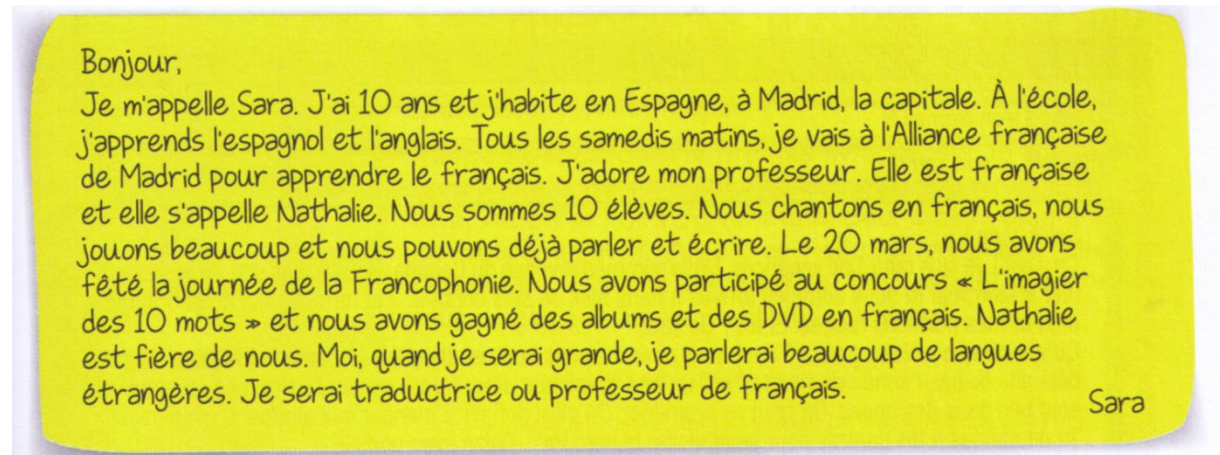 Bonjour,
Je m'appelle Sara. J'ai 10 ans et j'habite en Espagne, à Madrid, la capitale. À l'école,
j'apprends l'espagnol et l'anglais. Tous les samedis matins, je vais à l'Alliance française
de Madrid pour apprendre le français. J'adore mon professeur. Elle est française
et elle s'appelle Nathalie. Nous sommes 10 élèves. Nous chantons en français, nous
jouons beaucoup et nous pouvons déjà parler et écrire. Le 20 mars, nous avons
fêté la journée de la Francophonie. Nous avons participé au concours « L'imagier
des 10 mots » et nous avons gagné des albums et des DVD en français. Nathalie
est fière de nous. Moi, quand je serai grande, je parlerai beaucoup de langues
étrangères. Je serai traductrice ou professeur de français.
Sara